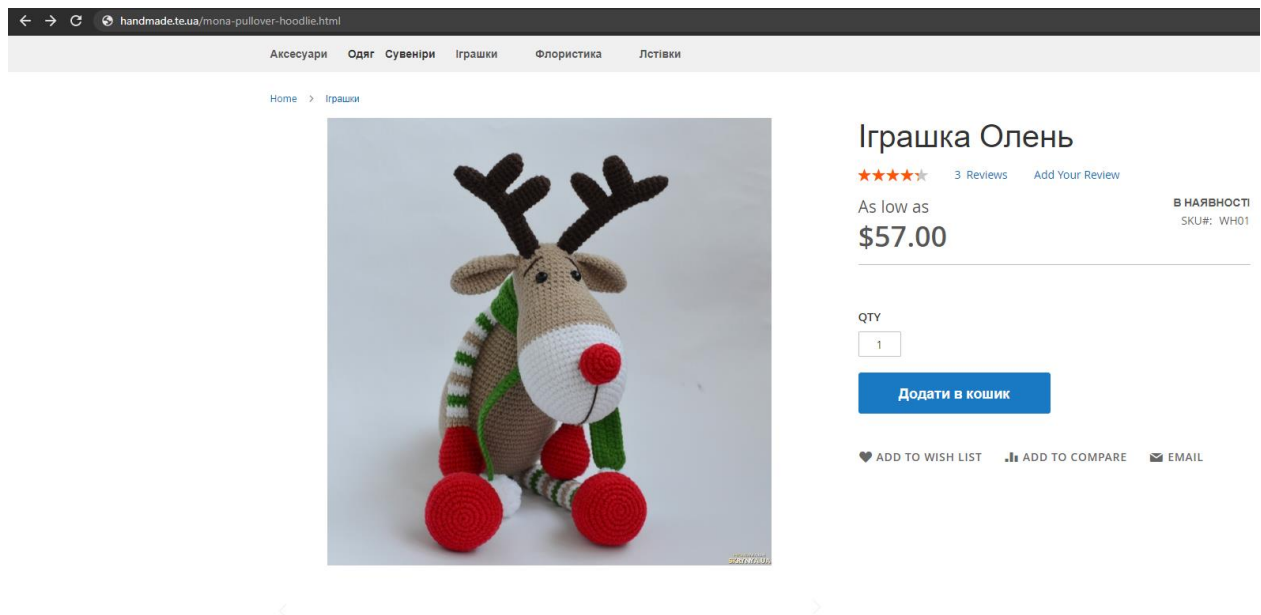 handmade.te.ua/mona-pullover-hoodlie.html
Аксесуари Одяг Сувеніри Іграшки Флористика Лстівки
Home > Іграшки
Іграшка Олень
3 Reviews Add Your Review
As low as
В НАЯВНОСТІ
$57.00
SKU#: WH01
QTY
1
Додати в кошик
ADD TO WISH LIST ADD TO COMPARE EMAIL